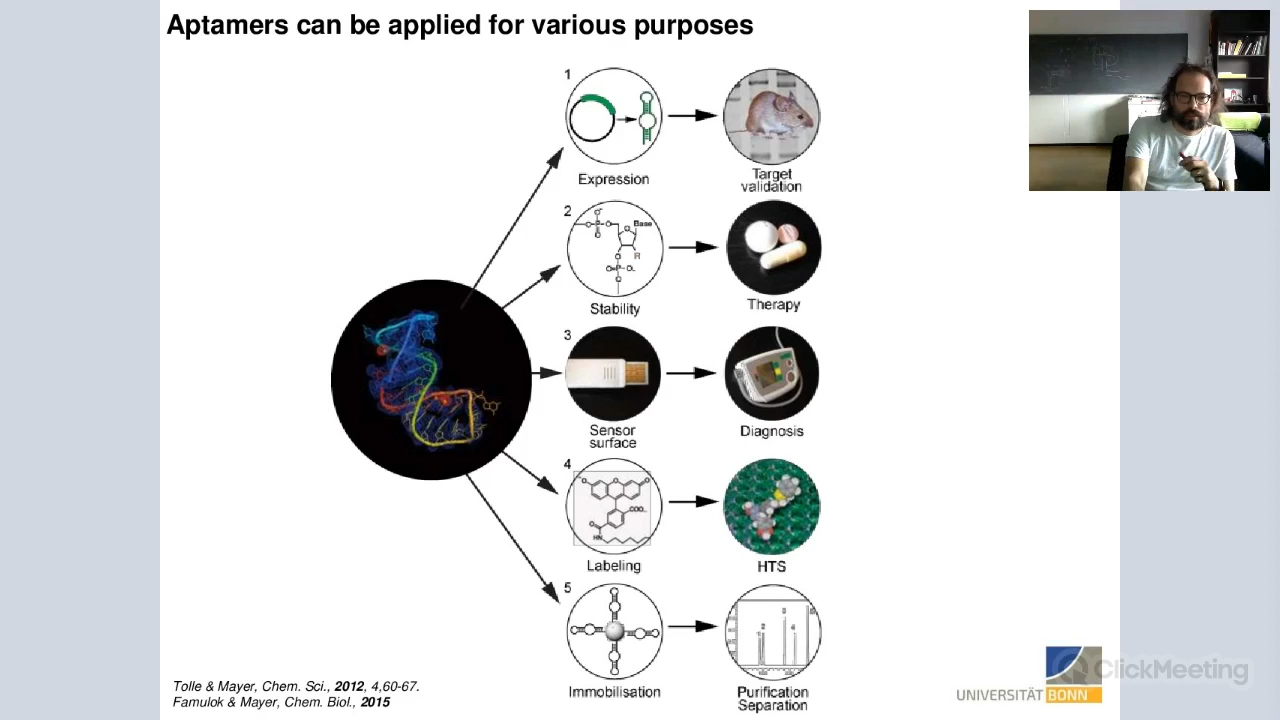 Aptamers can be applied for various purposes
1
Expression
Target
validation
2
Base
R
Stability
Therapy
3
Sensor
surface
Diagnosis
4
COO-
HN
Labeling
HTS
5
Immobilisation
Purification
Separation
Tolle & Mayer, Chem. Sci., 2012, 4,60-67.
Famulok & Mayer, Chem. Biol., 2015
UNIVERSITÄT BONN
ClickMeeting